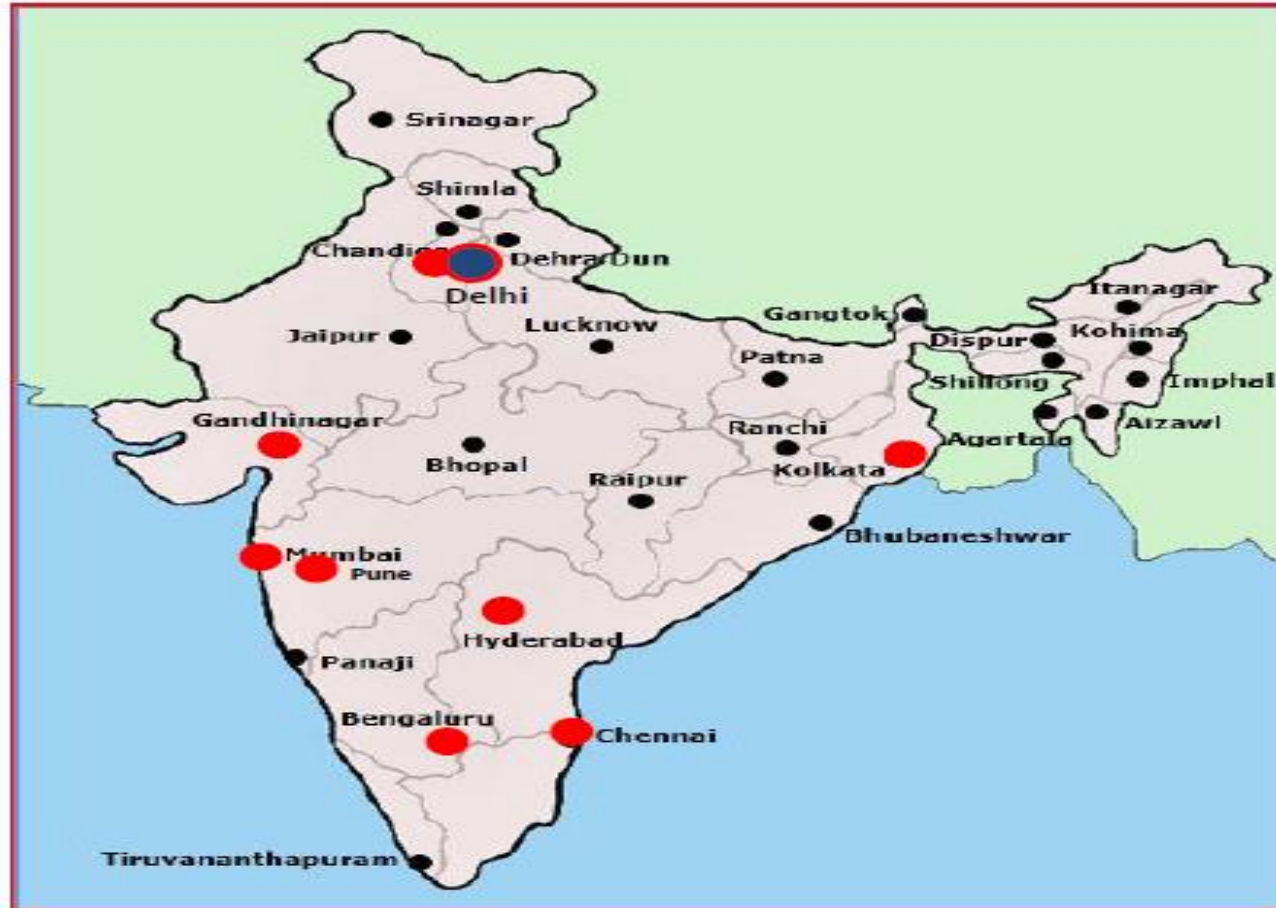 Srinagar
Shimla
Dehra Dun
Delhi
Itanagar
Gangtok
Lucknow
Jaipur
Dispur
Kohima
Patna
Shillong
Imphal
Gandhinagar
Aizawl
Ranchi
Agartala
Bhopal
Kolkata
Raipur
Bhubaneshwar
Mumbai
Pune
Hyderabad
Panaji
Bengaluru
Chennai
Tiruvananthapuram